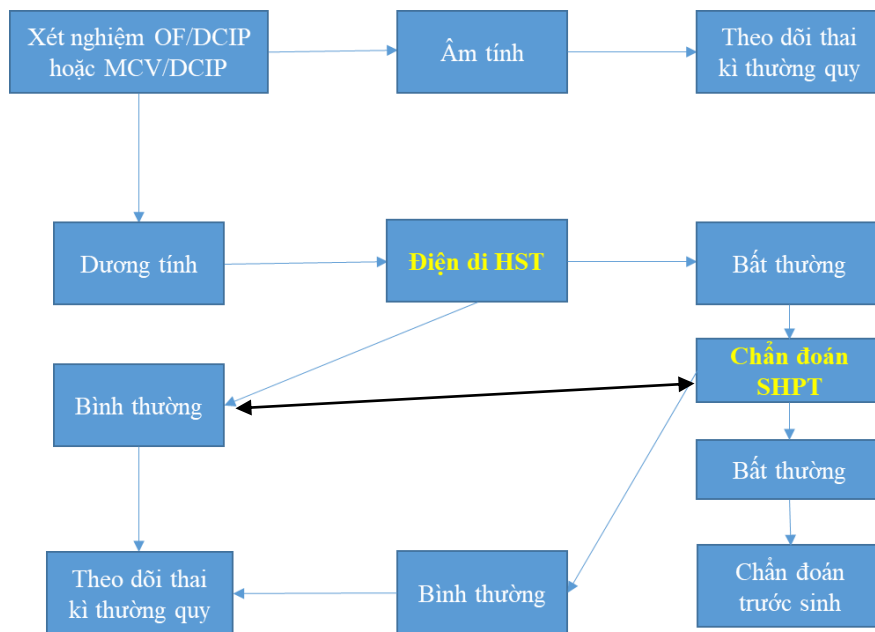 Xét nghiệm OF/DCIP
hoặc MCV/DCIP
Âm tính
Theo dõi thai
kì thường quy
Dương tính
Điện di HST
Bất thường
Chẩn đoán
SHPT
Bình thường
Bất thường
Theo dõi thai
kì thường quy
Bình thường
Chẩn đoán
trước sinh